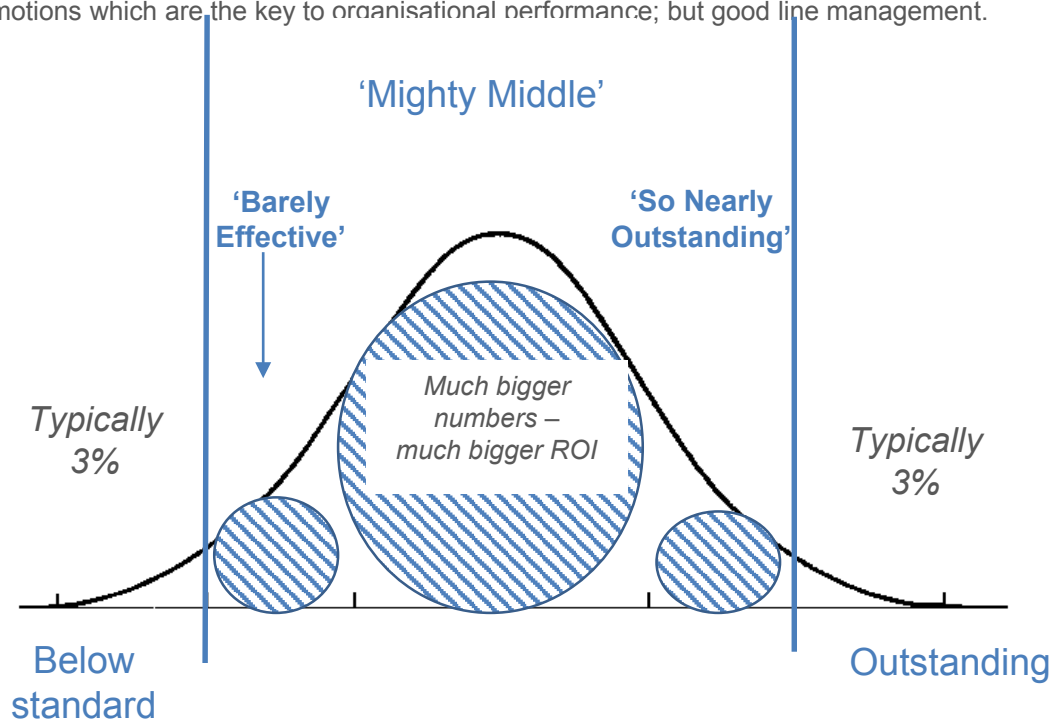 motions which are the key to organisational performance; but good line management.
‘Mighty Middle’
‘Barely
Effective’
‘So Nearly
Outstanding’
Much bigger
numbers –
much bigger ROI
Typically
3%
Typically
3%
Below
standard
Outstanding